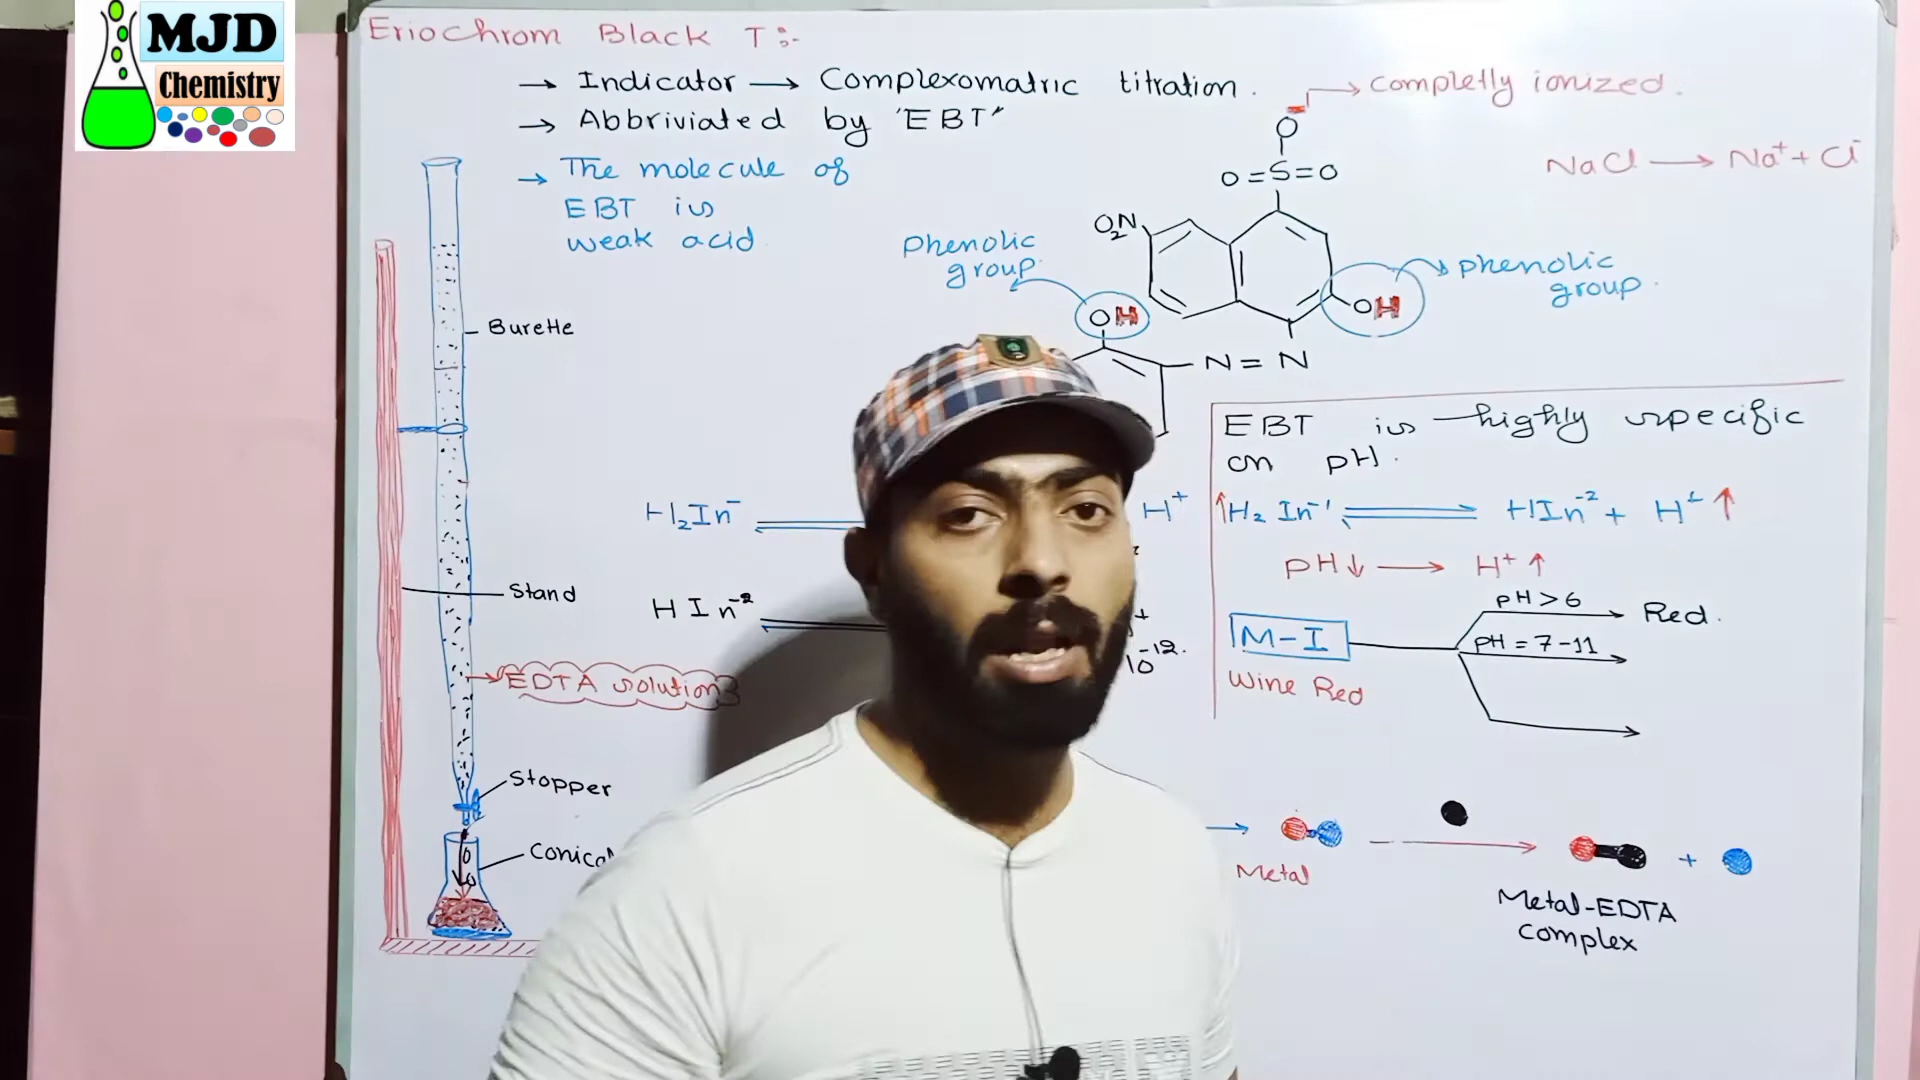 MJD
Chemistry
Eriochrom Black T:-
→ Indicator → Complexomatric titration.
→ completly ionized.
→ Abbriviated by 'EBT"
NaCl → Na⁺ + Cl⁻
→ The molecule of
EBT is
weak acid
O
O=S=O
O₂N
Phenolic
group
phenolic
group.
OH
OH
N = N
Burette
EBT is highly specific
on pH.
H₂In⁻
H⁺
↑H₂ In⁻¹ ⇌ HIn⁻² + H⁺ ↑
pH↓ → H⁺ ↑
Stand
H In⁻²
10⁻¹².
pH > 6
Red.
M-I
pH = 7-11
Wine Red
→ EDTA solution
Stopper
Conical
Metal
+
Metal-EDTA
complex